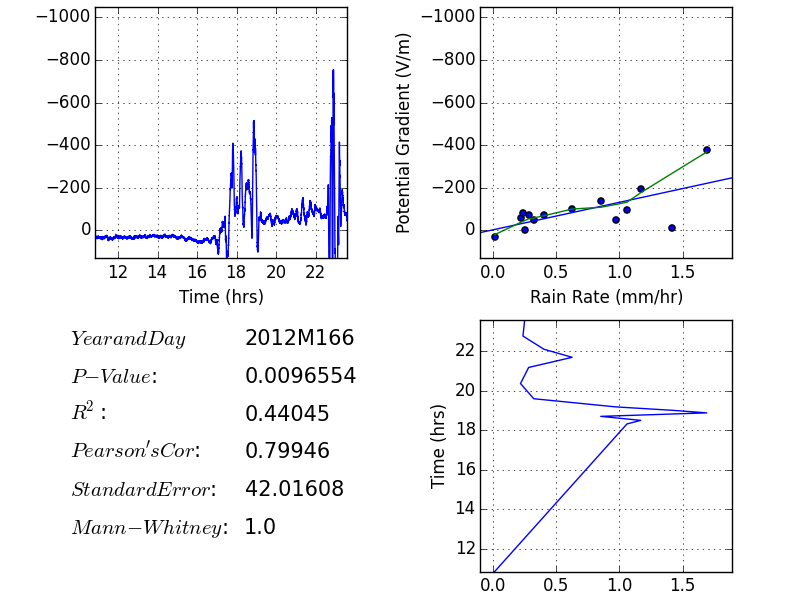 −1000
−800
−600
−400
−200
0
12 14 16 18 20 22
Time (hrs)
Potential Gradient (V/m)
−1000
−800
−600
−400
−200
0
0.0 0.5 1.0 1.5
Rain Rate (mm/hr)
YearandDay 2012M166
P−Value: 0.0096554
R²: 0.44045
Pearson'sCor: 0.79946
StandardError: 42.01608
Mann−Whitney: 1.0
Time (hrs)
22
20
18
16
14
12
0.0 0.5 1.0 1.5